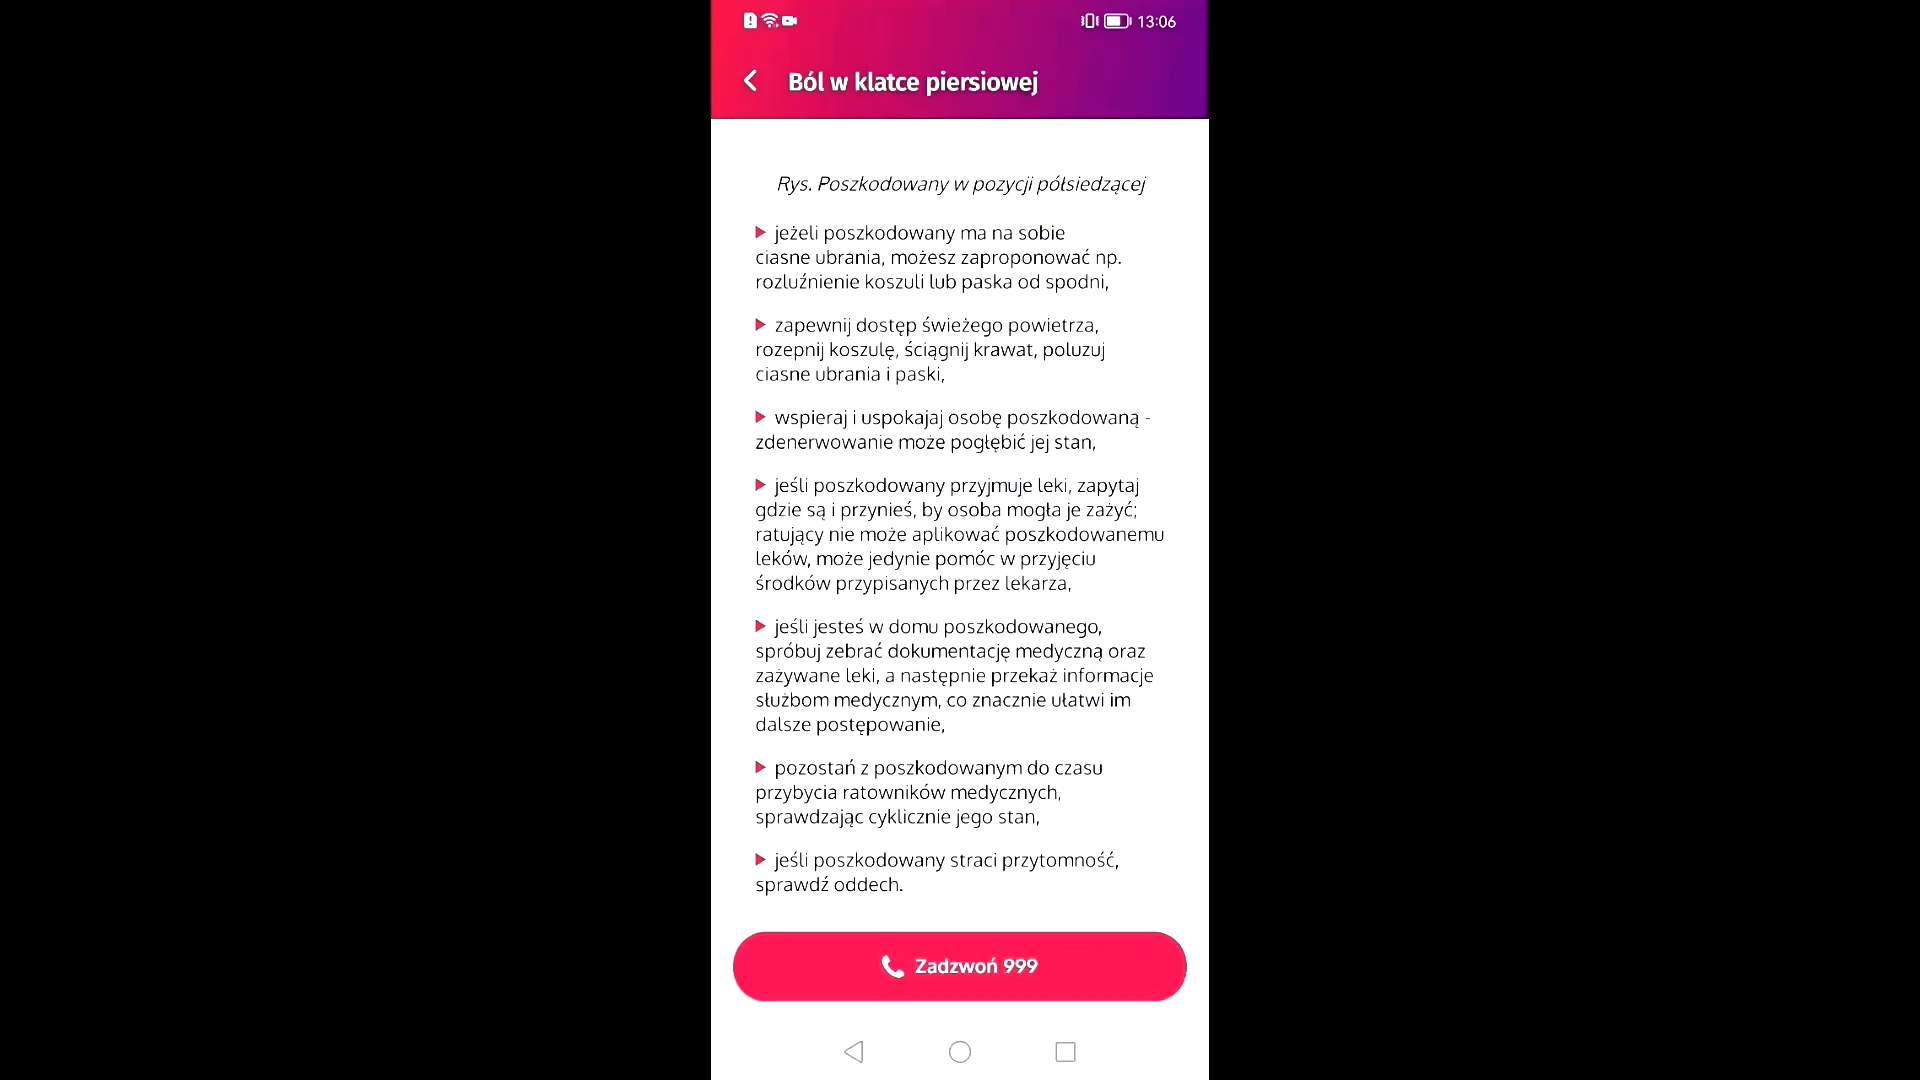 13:06
Ból w klatce piersiowej
Rys. Poszkodowany w pozycji półsiedzącej
jeżeli poszkodowany ma na sobie
ciasne ubrania, możesz zaproponować np.
rozluźnienie koszuli lub paska od spodni,
zapewnij dostęp świeżego powietrza,
rozepnij koszulę, ściągnij krawat, poluzuj
ciasne ubrania i paski,
wspieraj i uspokajaj osobę poszkodowaną -
zdenerwowanie może pogłębić jej stan,
jeśli poszkodowany przyjmuje leki, zapytaj
gdzie są i przynieś, by osoba mogła je zażyć;
ratujący nie może aplikować poszkodowanemu
leków, może jedynie pomóc w przyjęciu
środków przypisanych przez lekarza,
jeśli jesteś w domu poszkodowanego,
spróbuj zebrać dokumentację medyczną oraz
zażywane leki, a następnie przekaż informacje
służbom medycznym, co znacznie ułatwi im
dalsze postępowanie,
pozostań z poszkodowanym do czasu
przybycia ratowników medycznych,
sprawdzając cyklicznie jego stan,
jeśli poszkodowany straci przytomność,
sprawdź oddech.
Zadzwoń 999